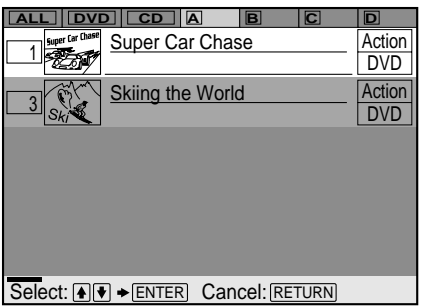 ALL DVD CD A B C D
1 Super Car Chase Super Car Chase Action
DVD
3 Ski Skiing the World Action
DVD
Select: ENTER Cancel: RETURN